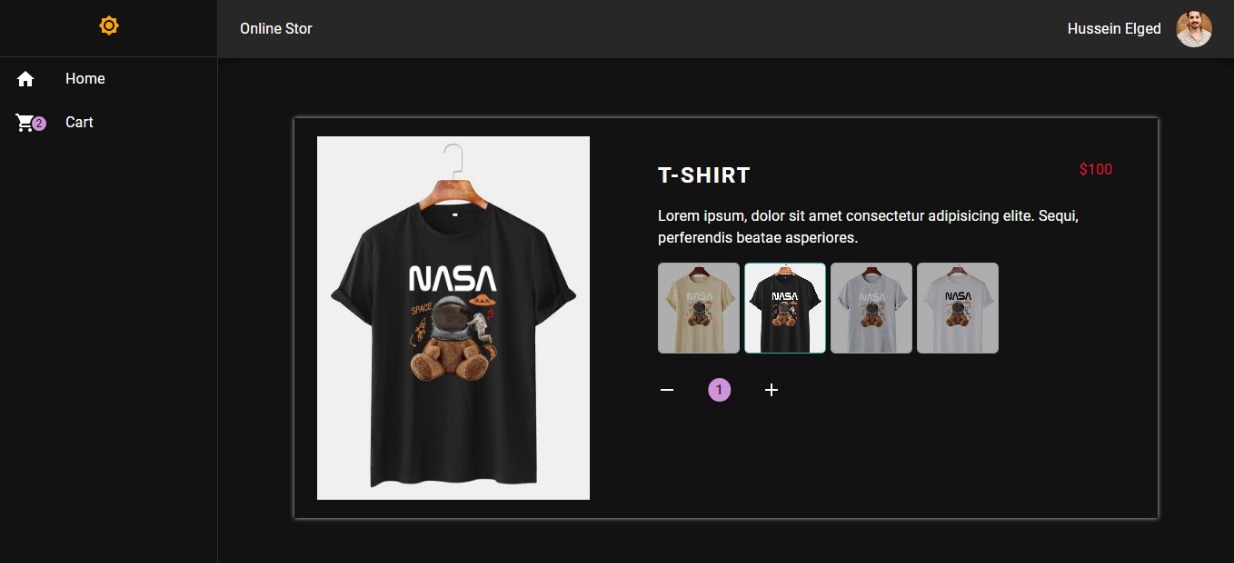 Online Stor
Hussein Elged
Home
2
Cart
T-SHIRT
$100
Lorem ipsum, dolor sit amet consectetur adipisicing elite. Sequi,
perferendis beatae asperiores.
NASA
SPACE
NASA
NASA
NASA
NASA
1